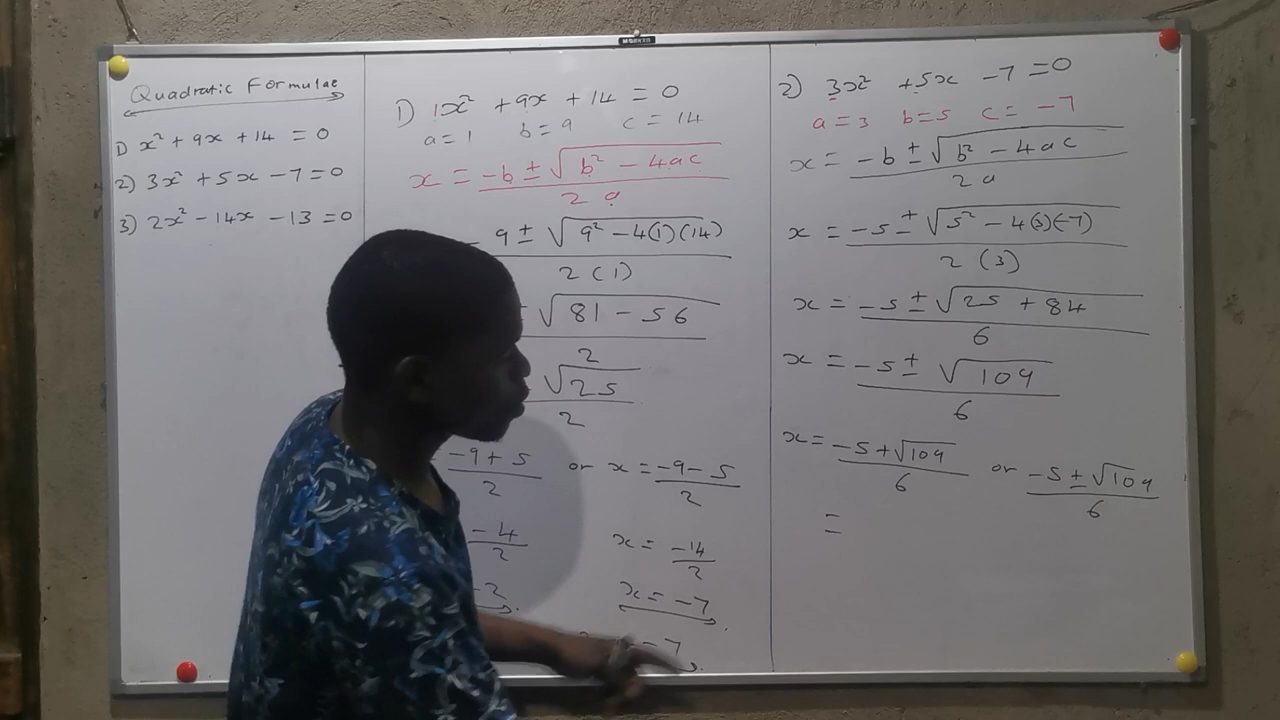 Quadratic Formulae
1) x² + 9x + 14 = 0
2) 3x² + 5x - 7 = 0
3) 2x² - 14x - 13 = 0
1) 1x² + 9x + 14 = 0
a = 1 b = 9 c = 14
x = -b ± √b² - 4ac
2a
9 ± √9² - 4(1)(14)
2 (1)
√81 - 56
2
√25
2
-9 + 5 or x = -9 - 5
2 2
-4 x = -14
2 2
-2 x = -7
-7
2) 3x² + 5x - 7 = 0
a = 3 b = 5 c = -7
x = -b ± √b² - 4ac
2a
x = -5 ± √5² - 4(3)(-7)
2 (3)
x = -5 ± √25 + 84
6
x = -5 ± √109
6
x = -5 + √109 or -5 ± √109
6 6
=